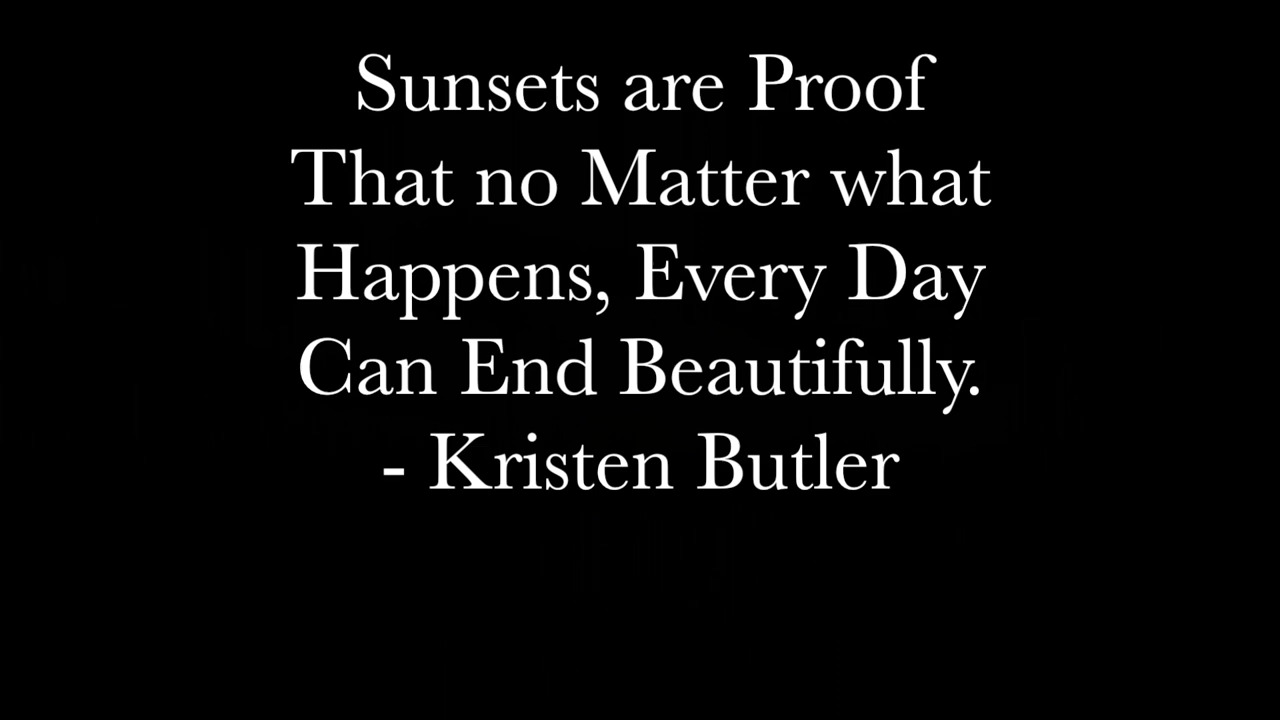 Sunsets are Proof
That no Matter what
Happens, Every Day
Can End Beautifully.
- Kristen Butler